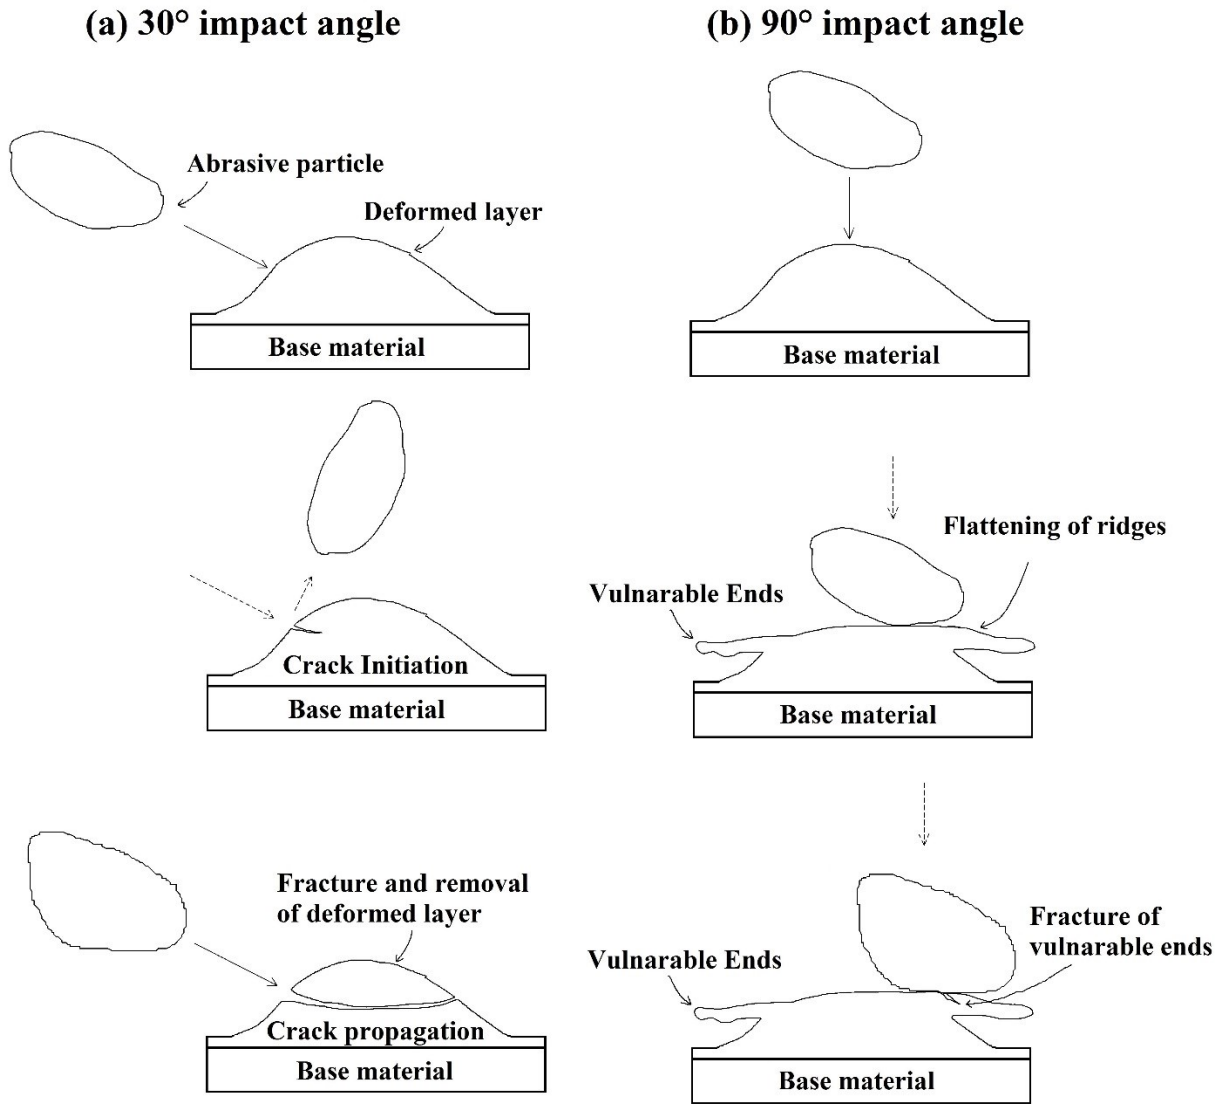 (a) 30° impact angle
Abrasive particle
Deformed layer
Base material
Crack Initiation
Base material
Fracture and removal
of deformed layer
Crack propagation
Base material
(b) 90° impact angle
Base material
Flattening of ridges
Vulnarable Ends
Base material
Fracture of
vulnarable ends
Vulnarable Ends
Base material